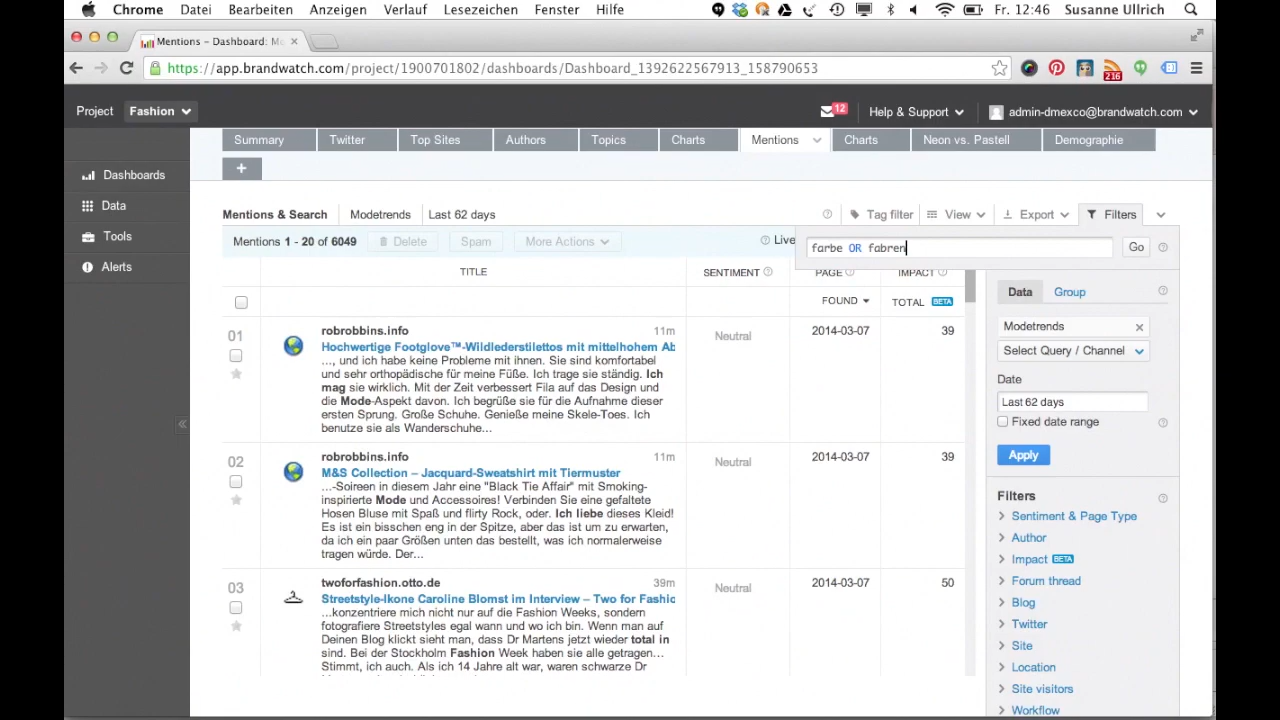 Chrome Datei Bearbeiten Anzeigen Verlauf Lesezeichen Fenster Hilfe Fr. 12:46 Susanne Ullrich
Mentions – Dashboard: M
https://app.brandwatch.com/project/1900701802/dashboards/Dashboard_1392622567913_158790653
216
Project Fashion 12 Help & Support admin-dmexco@brandwatch.com
Summary Twitter Top Sites Authors Topics Charts Mentions Charts Neon vs. Pastell Demographie
+
Dashboards
Data
Tools
Alerts
Mentions & Search Modetrends Last 62 days Tag filter View Export Filters
Mentions 1 - 20 of 6049 Delete Spam More Actions Live
farbe OR fabren Go
TITLE SENTIMENT PAGE IMPACT
FOUND TOTAL BETA
01
robrobbins.info 11m
Hochwertige Footglove™-Wildlederstilettos mit mittelhohem Ab
..., und ich habe keine Probleme mit ihnen. Sie sind komfortabel
und sehr orthopädische für meine Füße. Ich trage sie ständig. Ich
mag sie wirklich. Mit der Zeit verbessert Fila auf das Design und
die Mode-Aspekt davon. Ich begrüße sie für die Aufnahme dieser
ersten Sprung. Große Schuhe. Genieße meine Skele-Toes. Ich
benutze sie als Wanderschuhe...
Neutral 2014-03-07 39
02
robrobbins.info 11m
M&S Collection – Jacquard-Sweatshirt mit Tiermuster
...-Soireen in diesem Jahr eine "Black Tie Affair" mit Smoking-
inspirierte Mode und Accessoires! Verbinden Sie eine gefaltete
Hosen Bluse mit Spaß und flirty Rock, oder. Ich liebe dieses Kleid!
Es ist ein bisschen eng in der Spitze, aber das ist um zu erwarten,
da ich ein paar Größen unten das bestellt, was ich normalerweise
tragen würde. Der...
Neutral 2014-03-07 39
03
twoforfashion.otto.de 39m
Streetstyle-Ikone Caroline Blomst im Interview – Two for Fashio
...konzentriere mich nicht nur auf die Fashion Weeks, sondern
fotografiere Streetstyles egal wann und wo ich bin. Wenn man auf
Deinen Blog klickt sieht man, dass Dr Martens jetzt wieder total in
sind. Bei der Stockholm Fashion Week haben sie alle getragen...
Stimmt, ich auch. Als ich 14 Jahre alt war, waren schwarze Dr
Neutral 2014-03-07 50
Data Group
Modetrends
Select Query / Channel
Date
Last 62 days
Fixed date range
Apply
Filters
Sentiment & Page Type
Author
Impact BETA
Forum thread
Blog
Twitter
Site
Location
Site visitors
Workflow